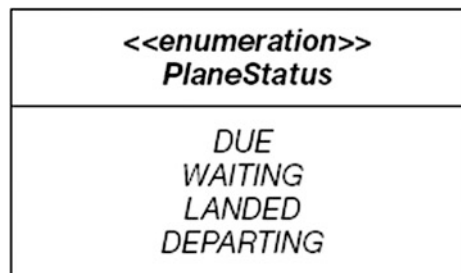 <<enumeration>>
PlaneStatus
DUE
WAITING
LANDED
DEPARTING